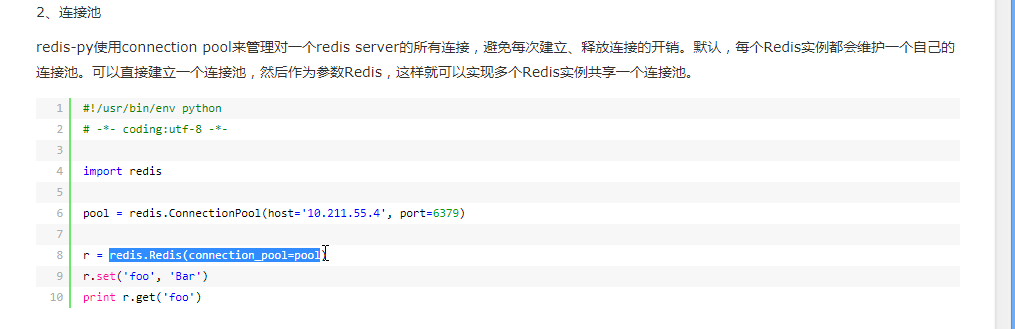 2、连接池
redis-py使用connection pool来管理对一个redis server的所有连接，避免每次建立、释放连接的开销。默认，每个Redis实例都会维护一个自己的
连接池。可以直接建立一个连接池，然后作为参数Redis，这样就可以实现多个Redis实例共享一个连接池。
1 #!/usr/bin/env python
2 # -*- coding:utf-8 -*-
3
4 import redis
5
6 pool = redis.ConnectionPool(host='10.211.55.4', port=6379)
7
8 r = redis.Redis(connection_pool=pool)
9 r.set('foo', 'Bar')
10 print r.get('foo')